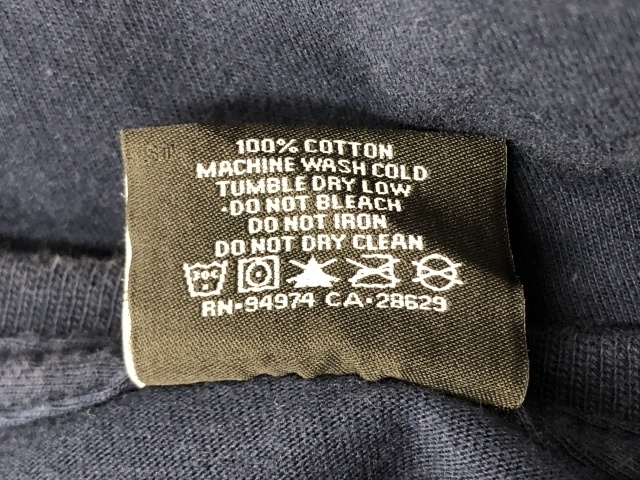 100% COTTON
MACHINE WASH COLD
TUMBLE DRY LOW
•DO NOT BLEACH
DO NOT IRON
DO NOT DRY CLEAN
30C
RN•94974 CA•28629